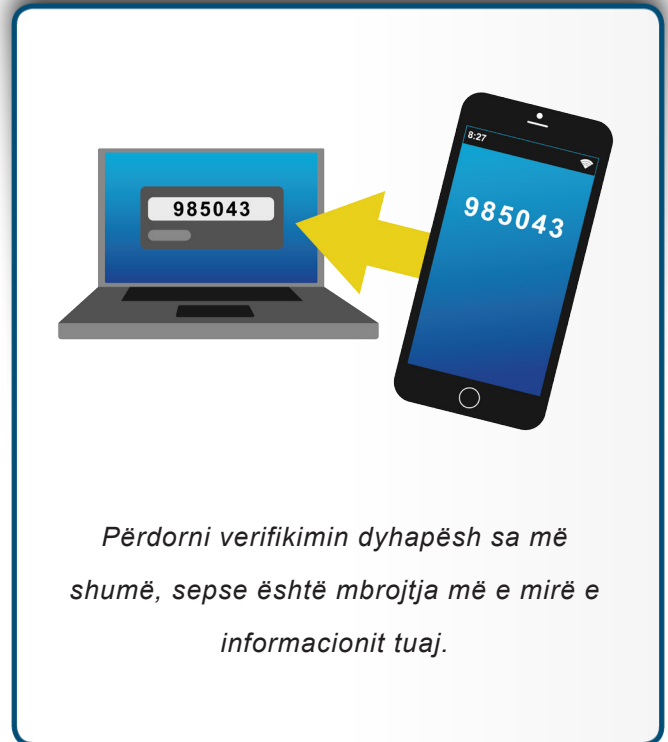 8:27
985043
985043
Përdorni verifikimin dyhapësh sa më
shumë, sepse është mbrojtja më e mirë e
informacionit tuaj.